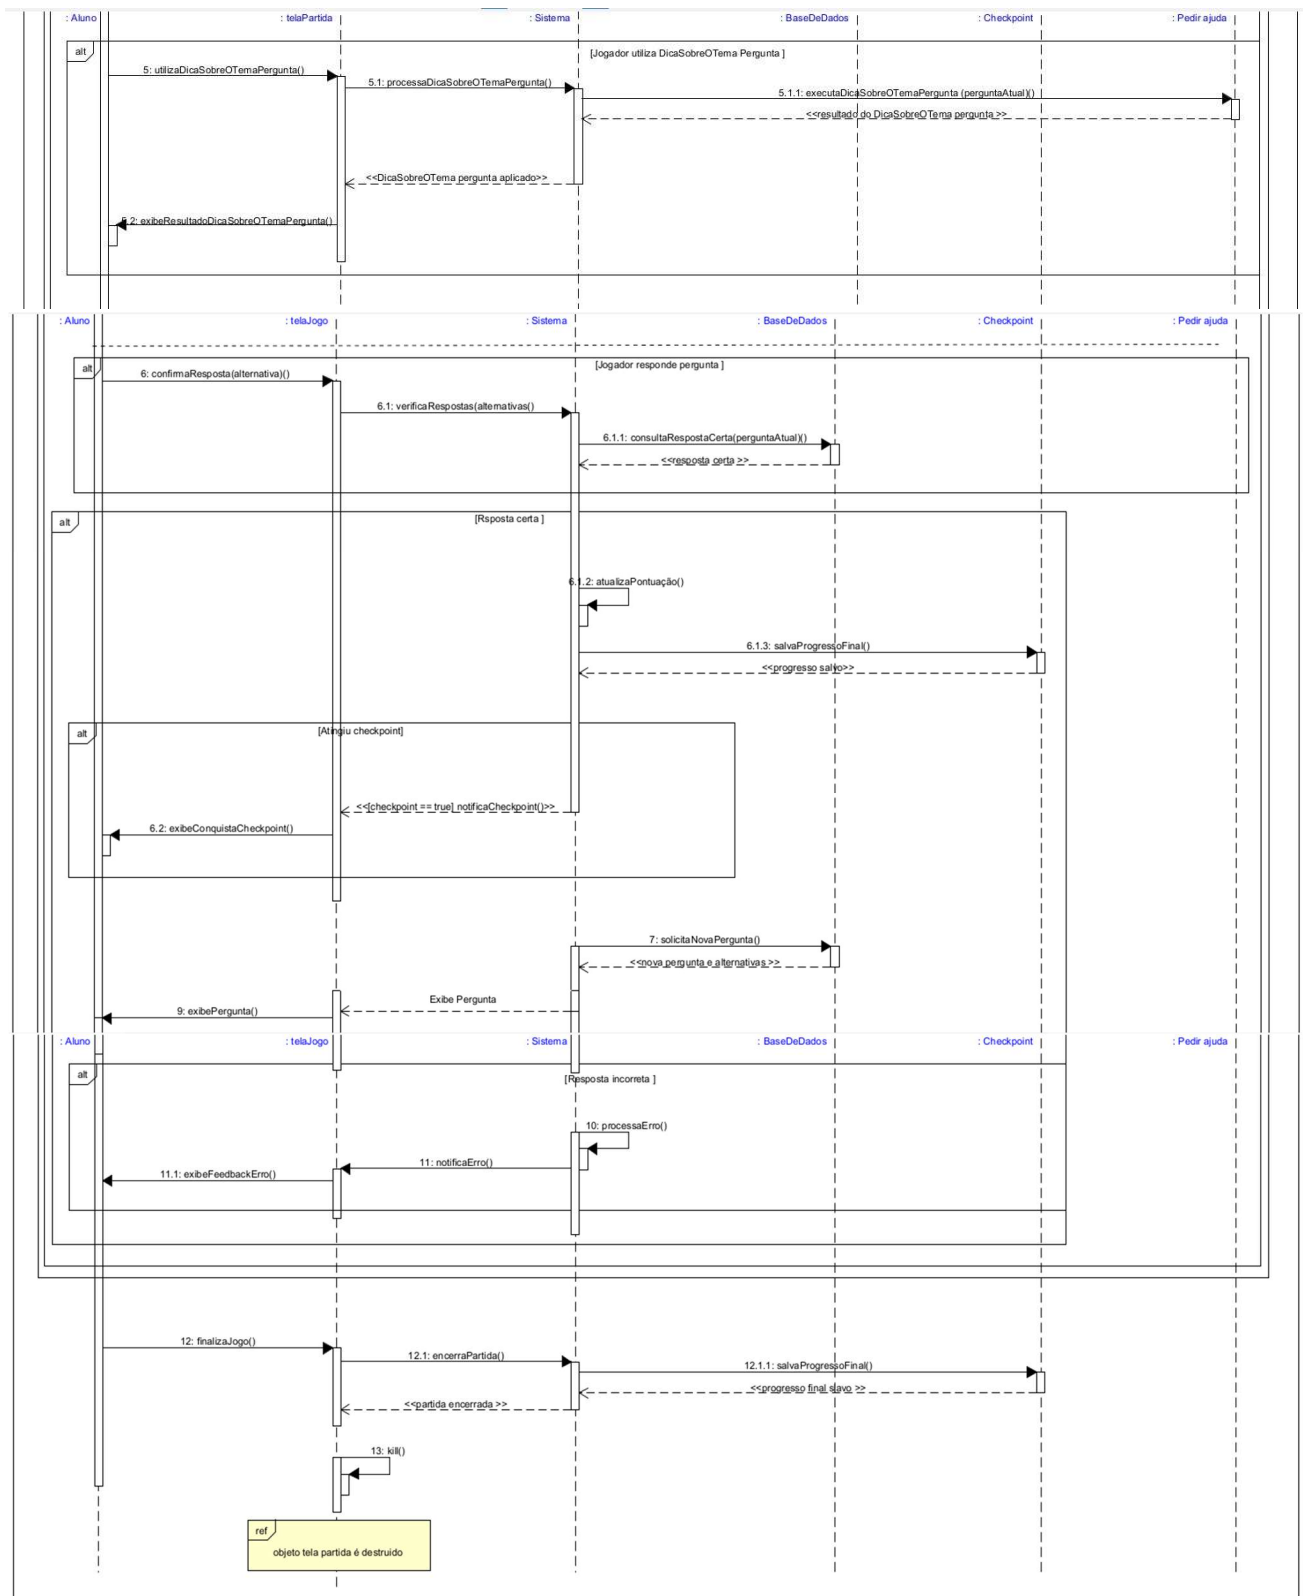 : Aluno
: telaPartida
: Sistema
: BaseDeDados
: Checkpoint
: Pedir ajuda
alt
[Jogador utiliza DicaSobreOTema Pergunta ]
5: utilizaDicaSobreOTemaPergunta()
5.1: processaDicaSobreOTemaPergunta()
5.1.1: executaDicaSobreOTemaPergunta (perguntaAtual)()
<<resultado do DicaSobreOTema pergunta >>
<<DicaSobreOTema pergunta aplicado>>
5.2: exibeResultadoDicaSobreOTemaPergunta()
: Aluno
: telaJogo
: Sistema
: BaseDeDados
: Checkpoint
: Pedir ajuda
alt
[Jogador responde pergunta ]
6: confirmaResposta(alternativa)()
6.1: verificaRespostas(alternativas()
6.1.1: consultaRespostaCerta(perguntaAtual)()
<<resposta certa >>
alt
[Rsposta certa ]
6.1.2: atualizaPontuação()
6.1.3: salvaProgressoFinal()
<<progresso salvo>>
alt
[Atingiu checkpoint]
<<[checkpoint == true] notificaCheckpoint()>>
6.2: exibeConquistaCheckpoint()
7: solicitaNovaPergunta()
<<nova pergunta e alternativas >>
Exibe Pergunta
9: exibePergunta()
: Aluno
: telaJogo
: Sistema
: BaseDeDados
: Checkpoint
: Pedir ajuda
alt
[Resposta incorreta ]
10: processaErro()
11: notificaErro()
11.1: exibeFeedbackErro()
12: finalizaJogo()
12.1: encerraPartida()
12.1.1: salvaProgressoFinal()
<<progresso final slavo >>
<<partida encerrada >>
13: kill()
ref
objeto tela partida é destruido